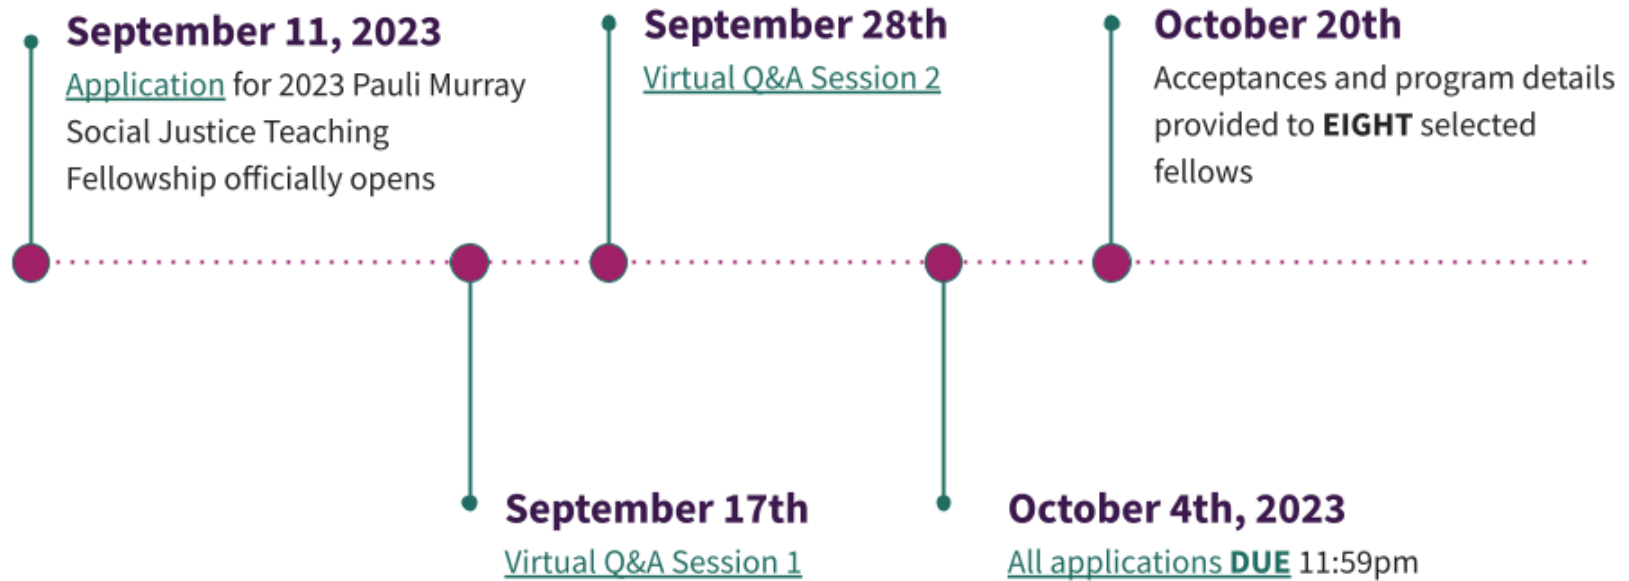 September 11, 2023
Application for 2023 Pauli Murray
Social Justice Teaching
Fellowship officially opens
September 28th
Virtual Q&A Session 2
October 20th
Acceptances and program details
provided to EIGHT selected
fellows
September 17th
Virtual Q&A Session 1
October 4th, 2023
All applications DUE 11:59pm